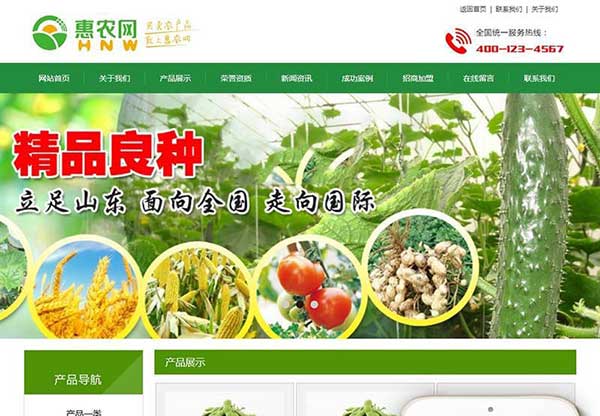 返回首页 | 联系我们 | 关于我们
惠农网
HNW
买卖农产品
就上惠农网
全国统一服务热线：
400-123-4567
网站首页 关于我们 产品展示 荣誉资质 新闻资讯 成功案例 招商加盟 在线留言 联系我们
精品良种
立足山东 面向全国 走向国际
产品导航
产品展示
产品一类